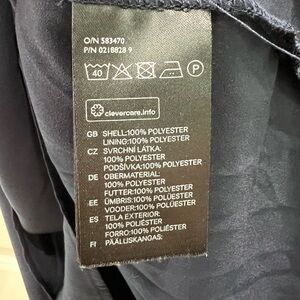 O/N 583470
P/N 0218828 9
40 P
clevercare.info
GB SHELL:100% POLYESTER
LINING:100% POLYESTER
CZ SVRCHNÍ LÁTKA:
100% POLYESTER
PODŠÍVKA:100% POLYESTER
DE OBERMATERIAL:
100% POLYESTER
FUTTER:100% POLYESTER
EE ÜMBRIS:100% POLÜESTER
VOODER:100% POLÜESTER
ES TELA EXTERIOR:
100% POLIÉSTER
FORRO:100% POLIÉSTER
FI PÄÄLLISKANGAS: